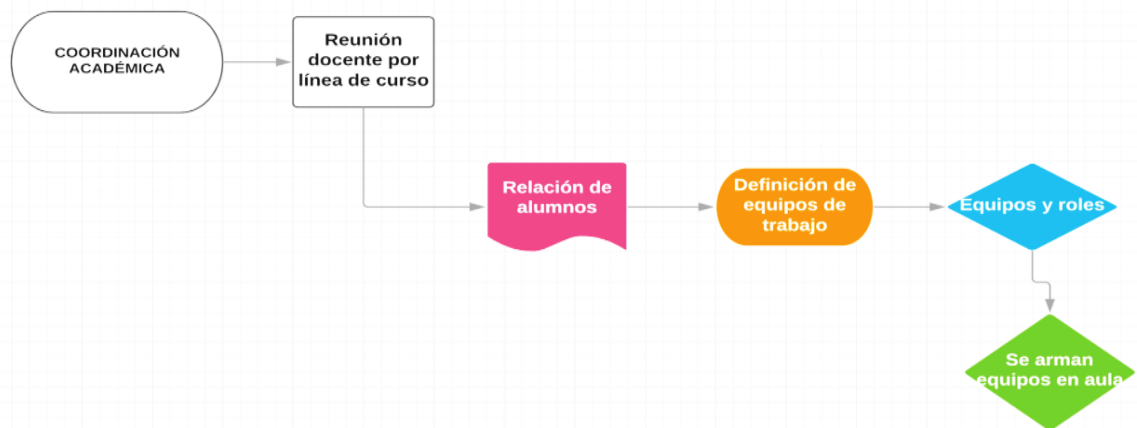 COORDINACIÓN
ACADÉMICA
Reunión
docente por
línea de curso
Relación de
alumnos
Definición de
equipos de
trabajo
Equipos y roles
Se arman
equipos en aula